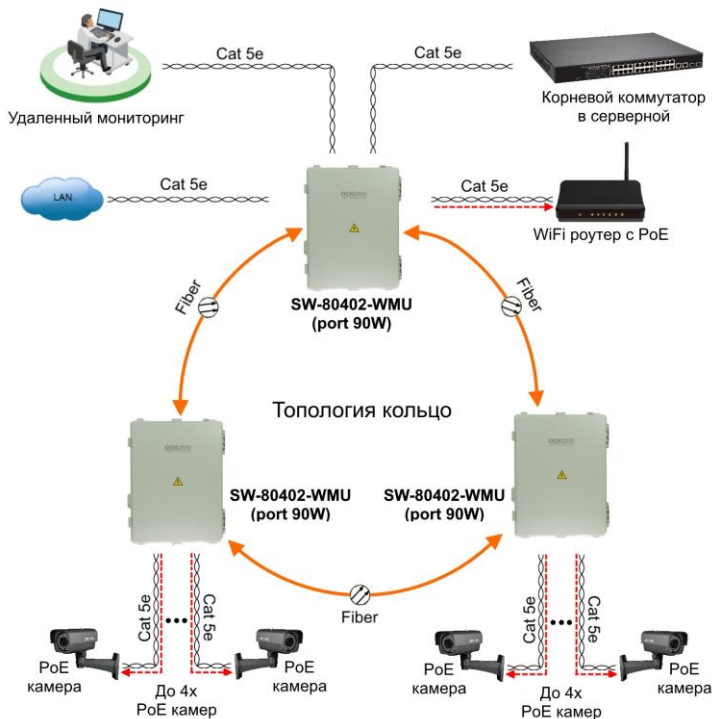 Cat 5e
Cat 5e
Удаленный мониторинг
Корневой коммутатор
в серверной
LAN
Cat 5e
Cat 5e
WiFi роутер с PoE
OSNOVO
Fiber
Fiber
SW-80402-WMU
(port 90W)
Топология кольцо
OSNOVO
OSNOVO
SW-80402-WMU
(port 90W)
SW-80402-WMU
(port 90W)
Fiber
Cat 5e
Cat 5e
Cat 5e
Cat 5e
PoE
камера
PoE
камера
PoE
камера
PoE
камера
До 4х
PoE камер
До 4х
PoE камер